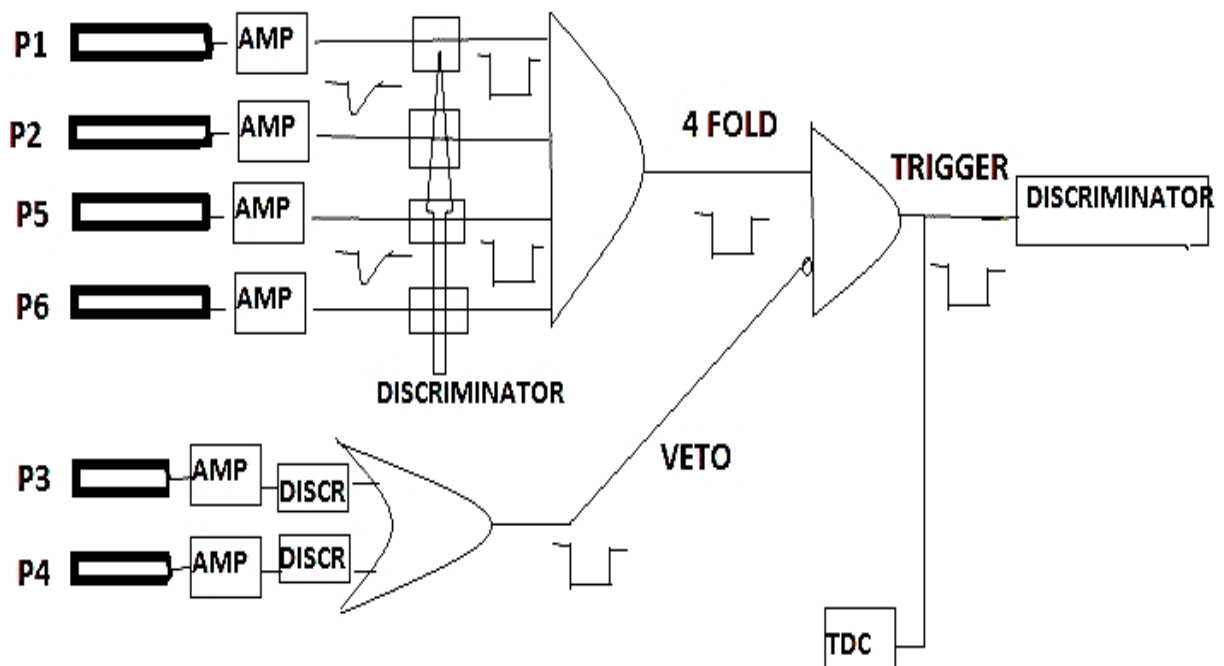 P1
AMP
P2
AMP
P5
AMP
P6
AMP
DISCRIMINATOR
4 FOLD
TRIGGER
DISCRIMINATOR
P3
AMP
DISCR
P4
AMP
DISCR
VETO
TDC